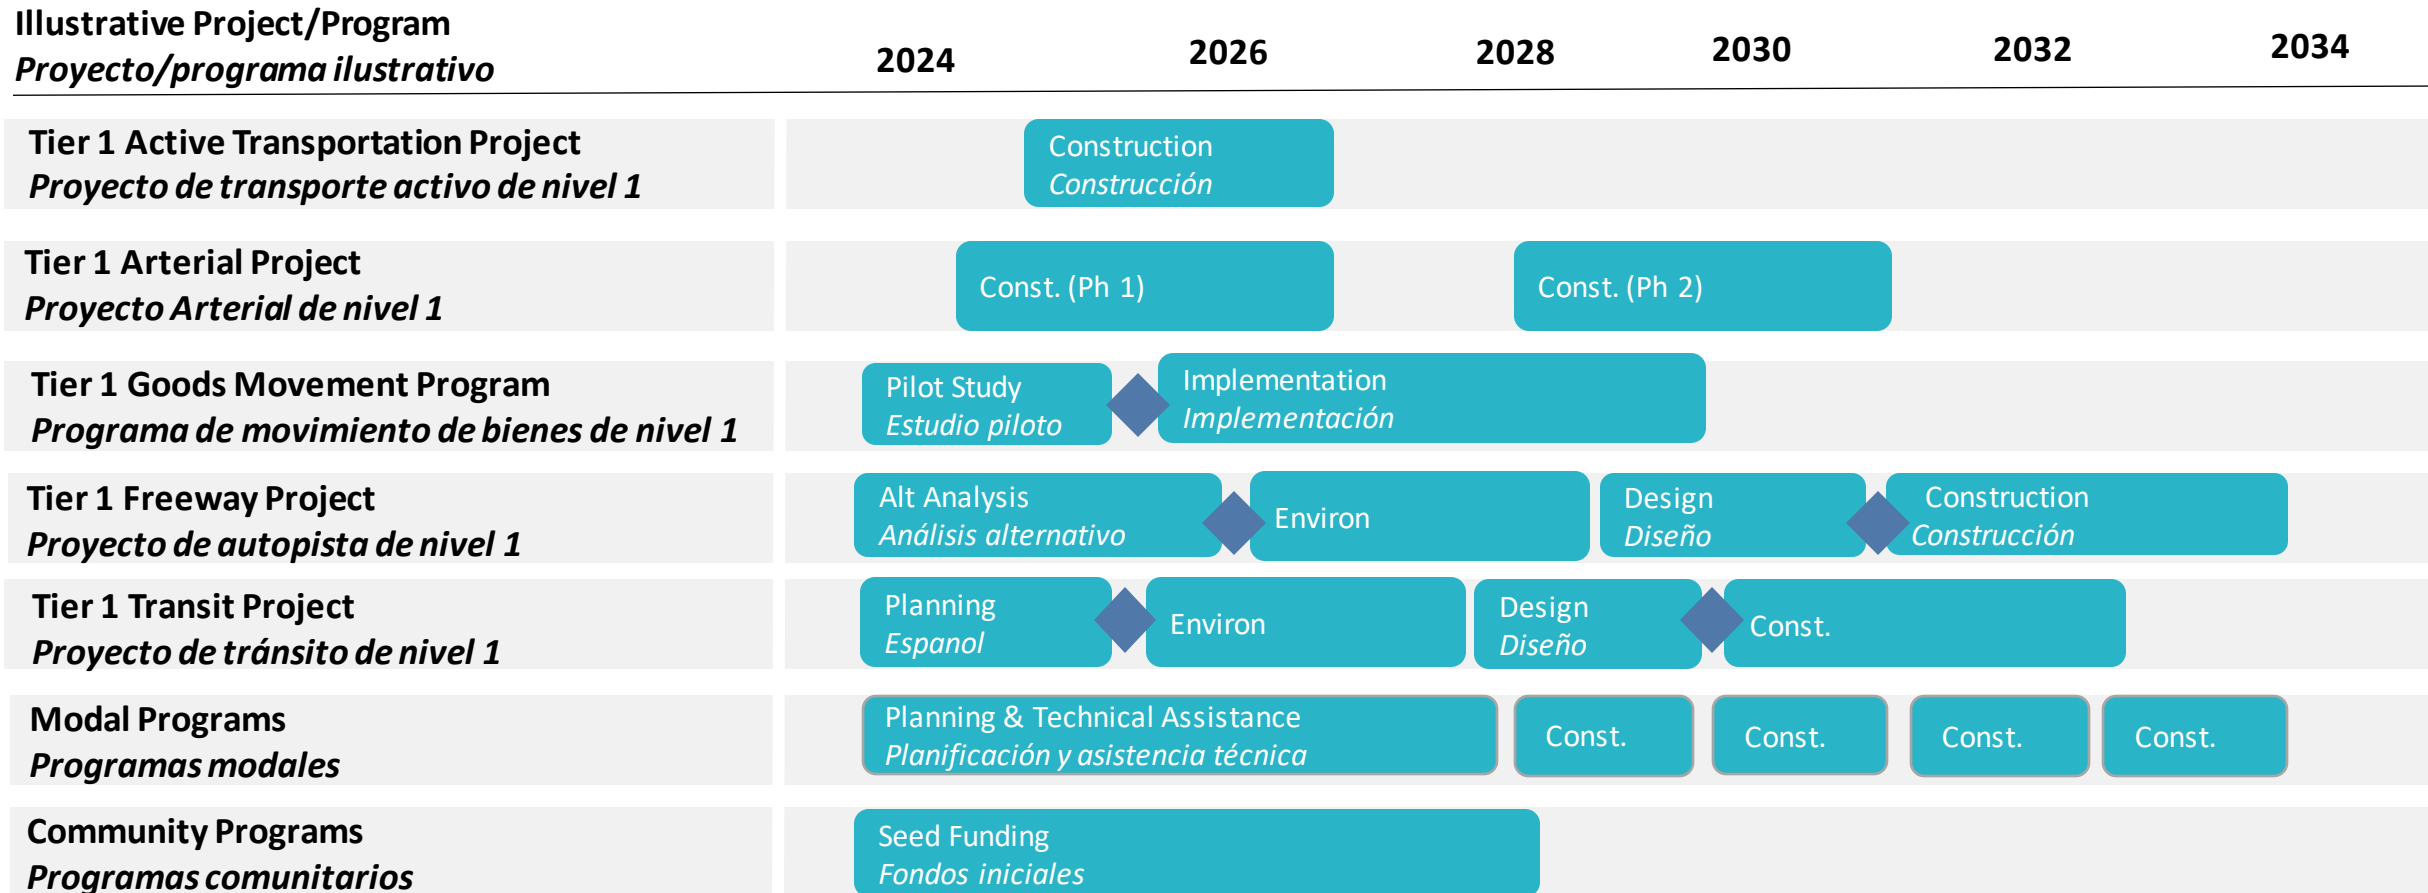 Illustrative Project/Program
Proyecto/programa ilustrativo
2024 2026 2028 2030 2032 2034
Tier 1 Active Transportation Project
Proyecto de transporte activo de nivel 1
Construction
Construcción
Tier 1 Arterial Project
Proyecto Arterial de nivel 1
Const. (Ph 1)
Const. (Ph 2)
Tier 1 Goods Movement Program
Programa de movimiento de bienes de nivel 1
Pilot Study
Estudio piloto
Implementation
Implementación
Tier 1 Freeway Project
Proyecto de autopista de nivel 1
Alt Analysis
Análisis alternativo
Environ
Design
Diseño
Construction
Construcción
Tier 1 Transit Project
Proyecto de tránsito de nivel 1
Planning
Espanol
Environ
Design
Diseño
Const.
Modal Programs
Programas modales
Planning & Technical Assistance
Planificación y asistencia técnica
Const.
Const.
Const.
Const.
Community Programs
Programas comunitarios
Seed Funding
Fondos iniciales